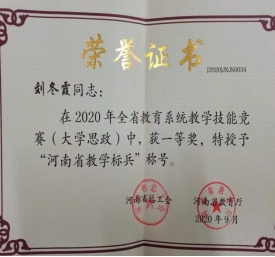 荣誉证书
[2020]JXJS0034
刘冬霞同志：
在2020年全省教育系统教学技能竞
赛（大学思政）中，获一等奖，特授予
“河南省教学标兵”称号。
河南省总工会 河南省教育厅
2020年9月